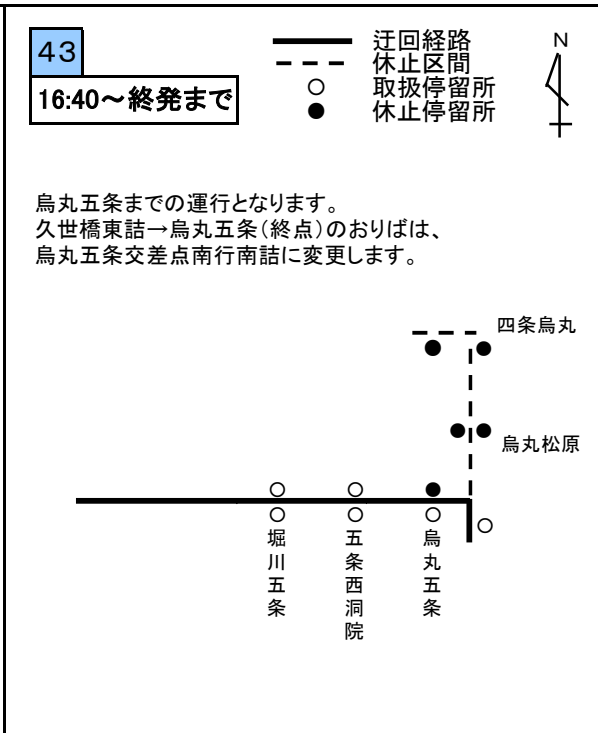 43
16:40～終発まで
迂回経路
休止区間
取扱停留所
休止停留所
N
烏丸五条までの運行となります。
久世橋東詰→烏丸五条(終点)のおりばは、
烏丸五条交差点南行南詰に変更します。
四条烏丸
烏丸松原
堀川五条
五条西洞院
烏丸五条